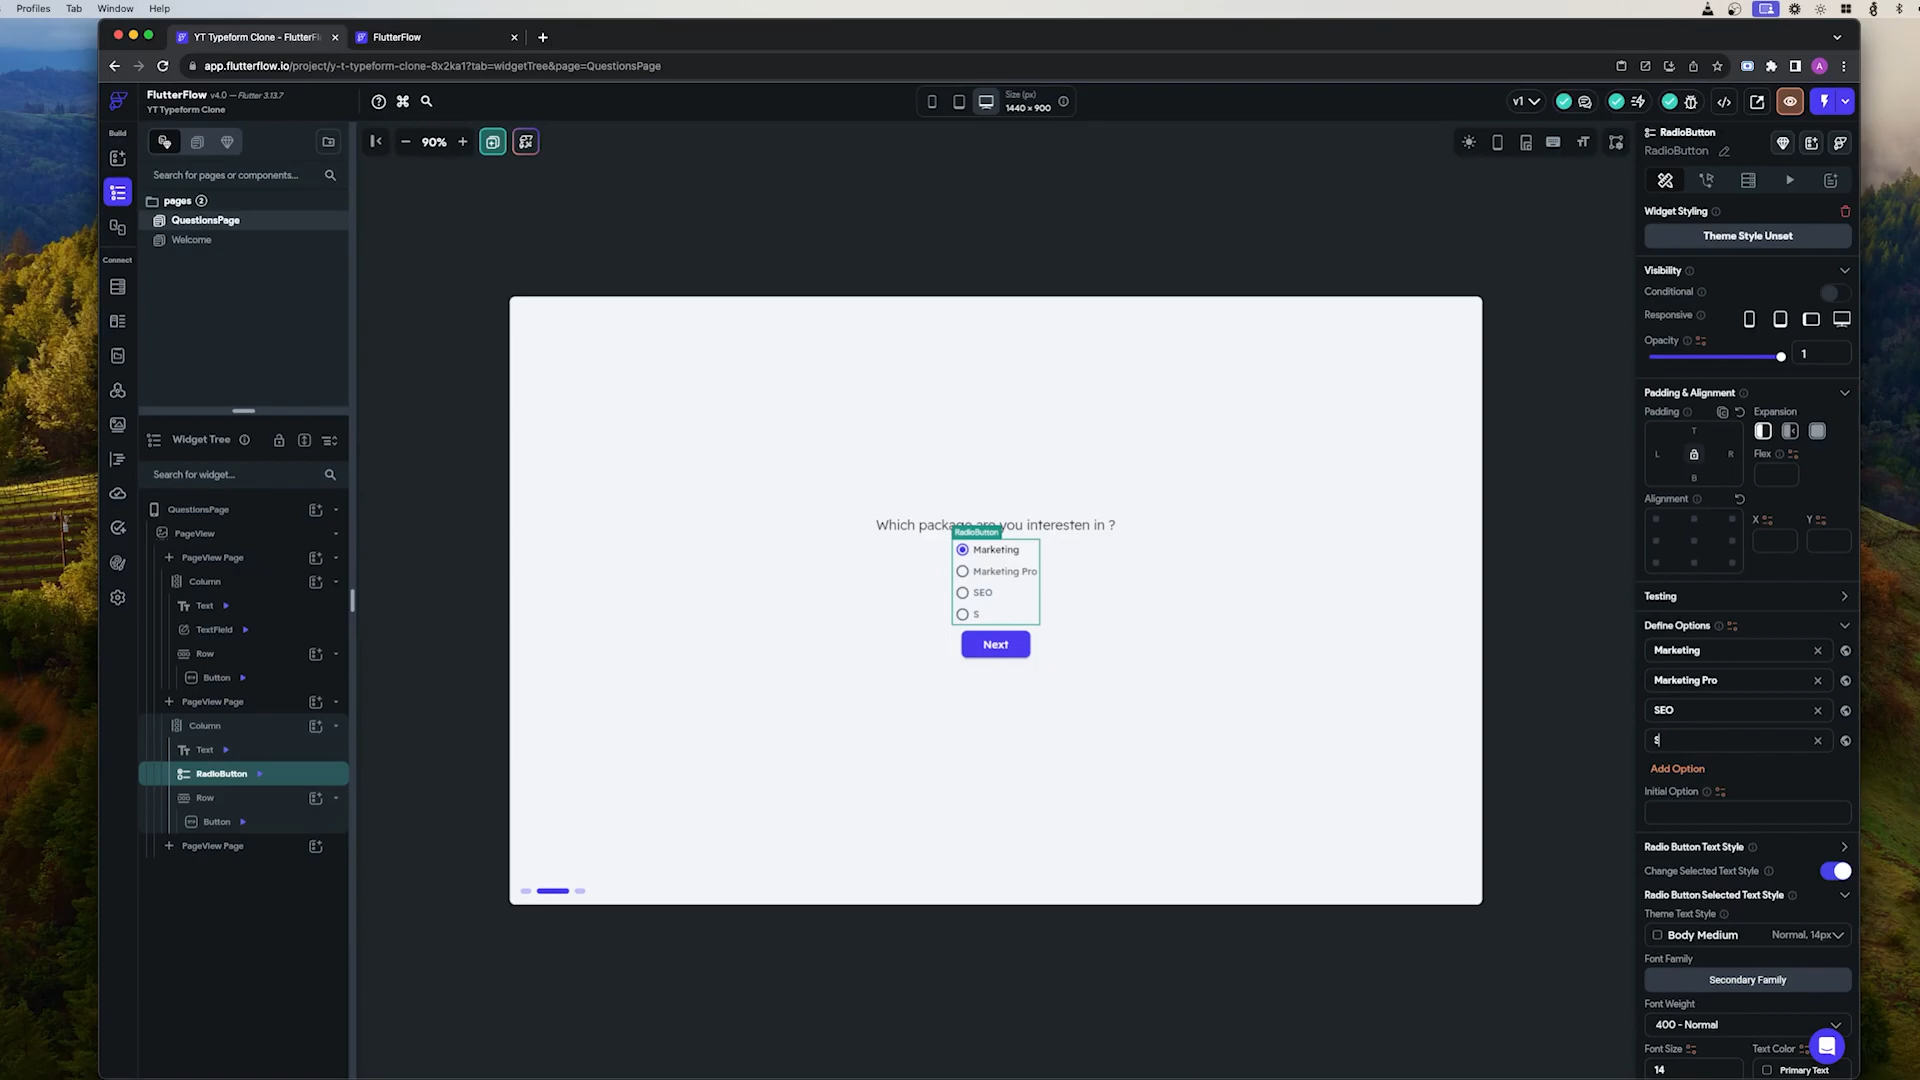 Profiles Tab Window Help
YT Typeform Clone - FlutterFl
FlutterFlow
app.flutterflow.io/project/y-t-typeform-clone-8x2ka1?tab=widgetTree&page=QuestionsPage
A
FlutterFlow v4.0 — Flutter 3.13.7
YT Typeform Clone
Size (px)
1440 × 900
v1
Build
Connect
Search for pages or components...
pages 2
QuestionsPage
Welcome
90%
Widget Tree
Search for widget...
QuestionsPage
PageView
PageView Page
Column
Text
TextField
Row
Button
PageView Page
Column
Text
RadioButton
Row
Button
PageView Page
Which package are you interesten in ?
RadioButton
Marketing
Marketing Pro
SEO
S
Next
RadioButton
RadioButton
Widget Styling
Theme Style Unset
Visibility
Conditional
Responsive
Opacity
1
Padding & Alignment
Padding
Expansion
T
L
R
B
Flex
Alignment
X
Y
Testing
Define Options
Marketing
Marketing Pro
SEO
S
Add Option
Initial Option
Radio Button Text Style
Change Selected Text Style
Radio Button Selected Text Style
Theme Text Style
Body Medium Normal, 14px
Font Family
Secondary Family
Font Weight
400 - Normal
Font Size
Text Color
14
Primary Text